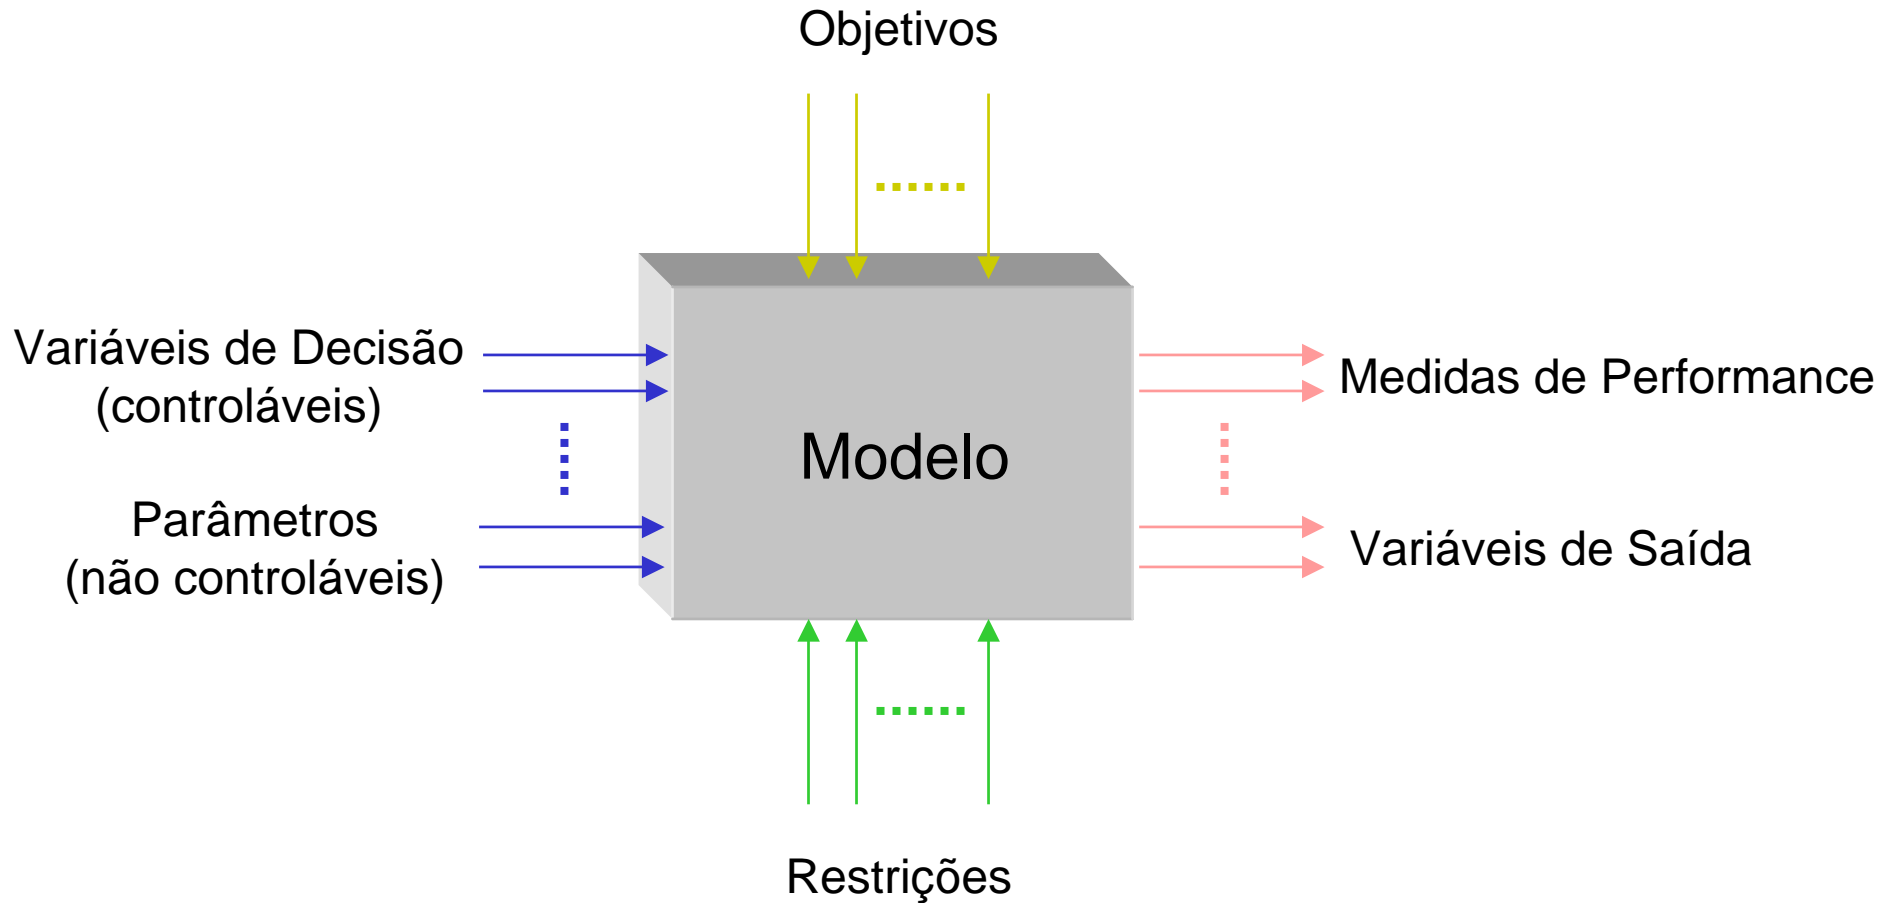 Objetivos
Variáveis de Decisão
(controláveis)
Medidas de Performance
Modelo
Parâmetros
(não controláveis)
Variáveis de Saída
Restrições